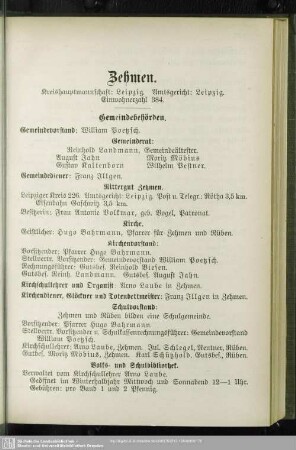 Zehmen.
Kreishauptmannschaft: Leipzig. Amtsgericht: Leipzig.
Einwohnerzahl 384.
Gemeindebehörden.
Gemeindevorstand: William Poetzsch.
Gemeinderat:
Reinhold Landmann, Gemeindeältester.
August Jahn Moritz Möbius
Gustav Kaltenborn Wilhelm Pestner.
Gemeindediener: Franz Illgen.
Rittergut Zehmen.
Leipziger Kreis 226. Amtsgericht: Leipzig. Post u. Telegr.: Rötha 3,5 km.
Eisenbahn Gaschwitz 3,5 km.
Besitzerin: Frau Antonie Volkmar, geb. Vogel, Patronat.
Kirche.
Geistlicher: Hugo Bahrmann, Pfarrer für Zehmen und Rüben.
Kirchenvorstand:
Vorsitzender: Pfarrer Hugo Bahrmann.
Stellvertr. Vorsitzender: Gemeindevorstand William Poetzsch.
Rechnungsführer: Gutsbes. Reinhold
Gutsbes. Reinh. Landmann. Gutsbes. August Jahn.
Kirchschullehrer und Organist: Arno Laube in Zehmen.
Kirchendiener, Glöckner und Totenbettmeister: Franz Illgen in Zehmen.
Schulvorstand:
Zehmen und Rüben bilden eine Schulgemeinde.
Vorsitzender: Pfarrer Hugo Bahrmann.
Stellvertr. Vorsitzender u. Schulkassenrechnungsführer: Gemeindevorstand
William Poetzsch.
Kirchschullehrer: Arno Laube, Zehmen. Jul. Schlegel, Rentner, Rüben.
Gutsbes. Moritz Möbius, Zehmen. Karl Schützhold, Gutsbes., Rüben.
Volks- und Schulbibliothek.
Verwaltet vom Kirchschullehrer Arno Laube.
Geöffnet im Winterhalbjahr Mittwoch und Sonnabend 12—1 Uhr.
Gebühren: pro Band 1 und 2 Pfennig.